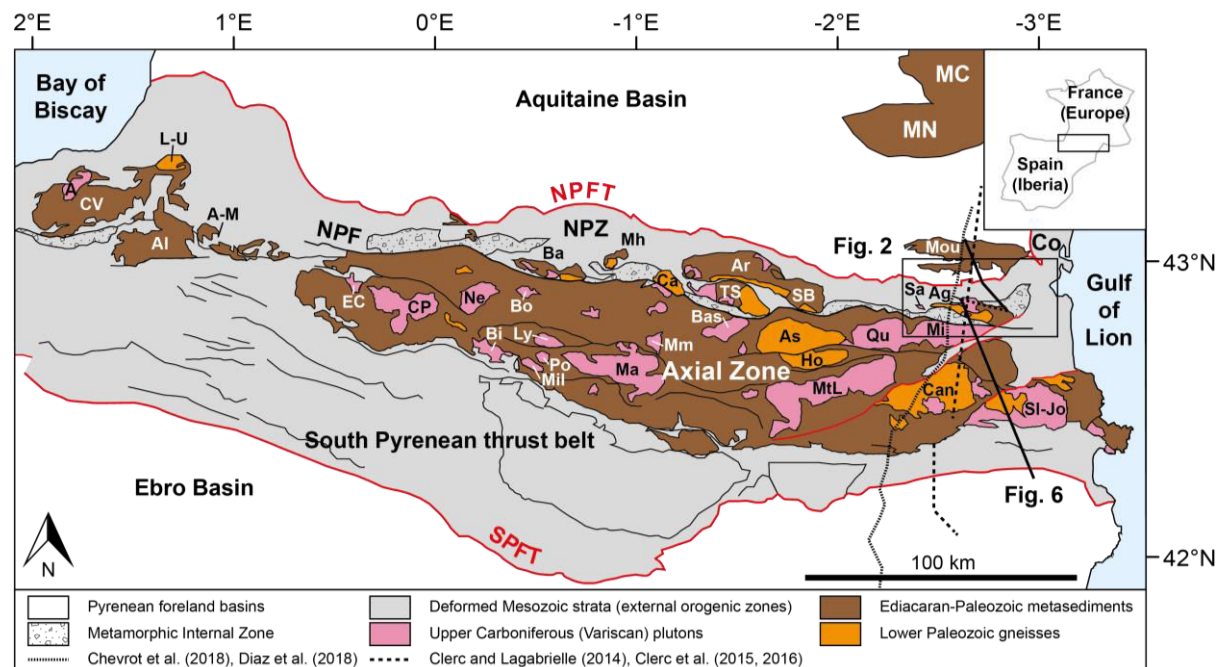 2°E 1°E 0°E -1°E -2°E -3°E
Bay of
Biscay
Aquitaine Basin
MC
MN
France
(Europe)
Spain
(Iberia)
L-U
A
CV
A-M
Al
NPFT
NPF
NPZ
Mh
Ba
Fig. 2
Mou
Co
43°N
Gulf
of
Lion
Ar
Ca
TS
SB
Sa
Ag
EC
CP
Ne
Bo
Bas
As
Qu
Mi
Bi
Ly
Mm
Ho
Po
Mil
Ma
Axial Zone
MtL
Can
Sl-Jo
South Pyrenean thrust belt
Ebro Basin
Fig. 6
SPFT
N
42°N
100 km
Pyrenean foreland basins
Deformed Mesozoic strata (external orogenic zones)
Ediacaran-Paleozoic metasediments
Metamorphic Internal Zone
Upper Carboniferous (Variscan) plutons
Lower Paleozoic gneisses
Chevrot et al. (2018), Diaz et al. (2018)
Clerc and Lagabrielle (2014), Clerc et al. (2015, 2016)